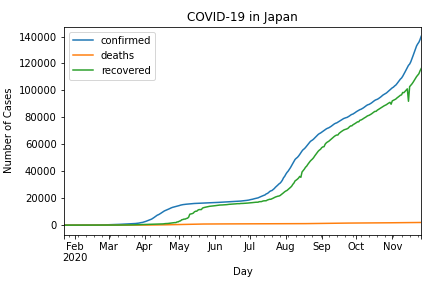 COVID-19 in Japan
confirmed
deaths
recovered
Number of Cases
140000
120000
100000
80000
60000
40000
20000
0
Feb Mar Apr May Jun Jul Aug Sep Oct Nov
2020
Day